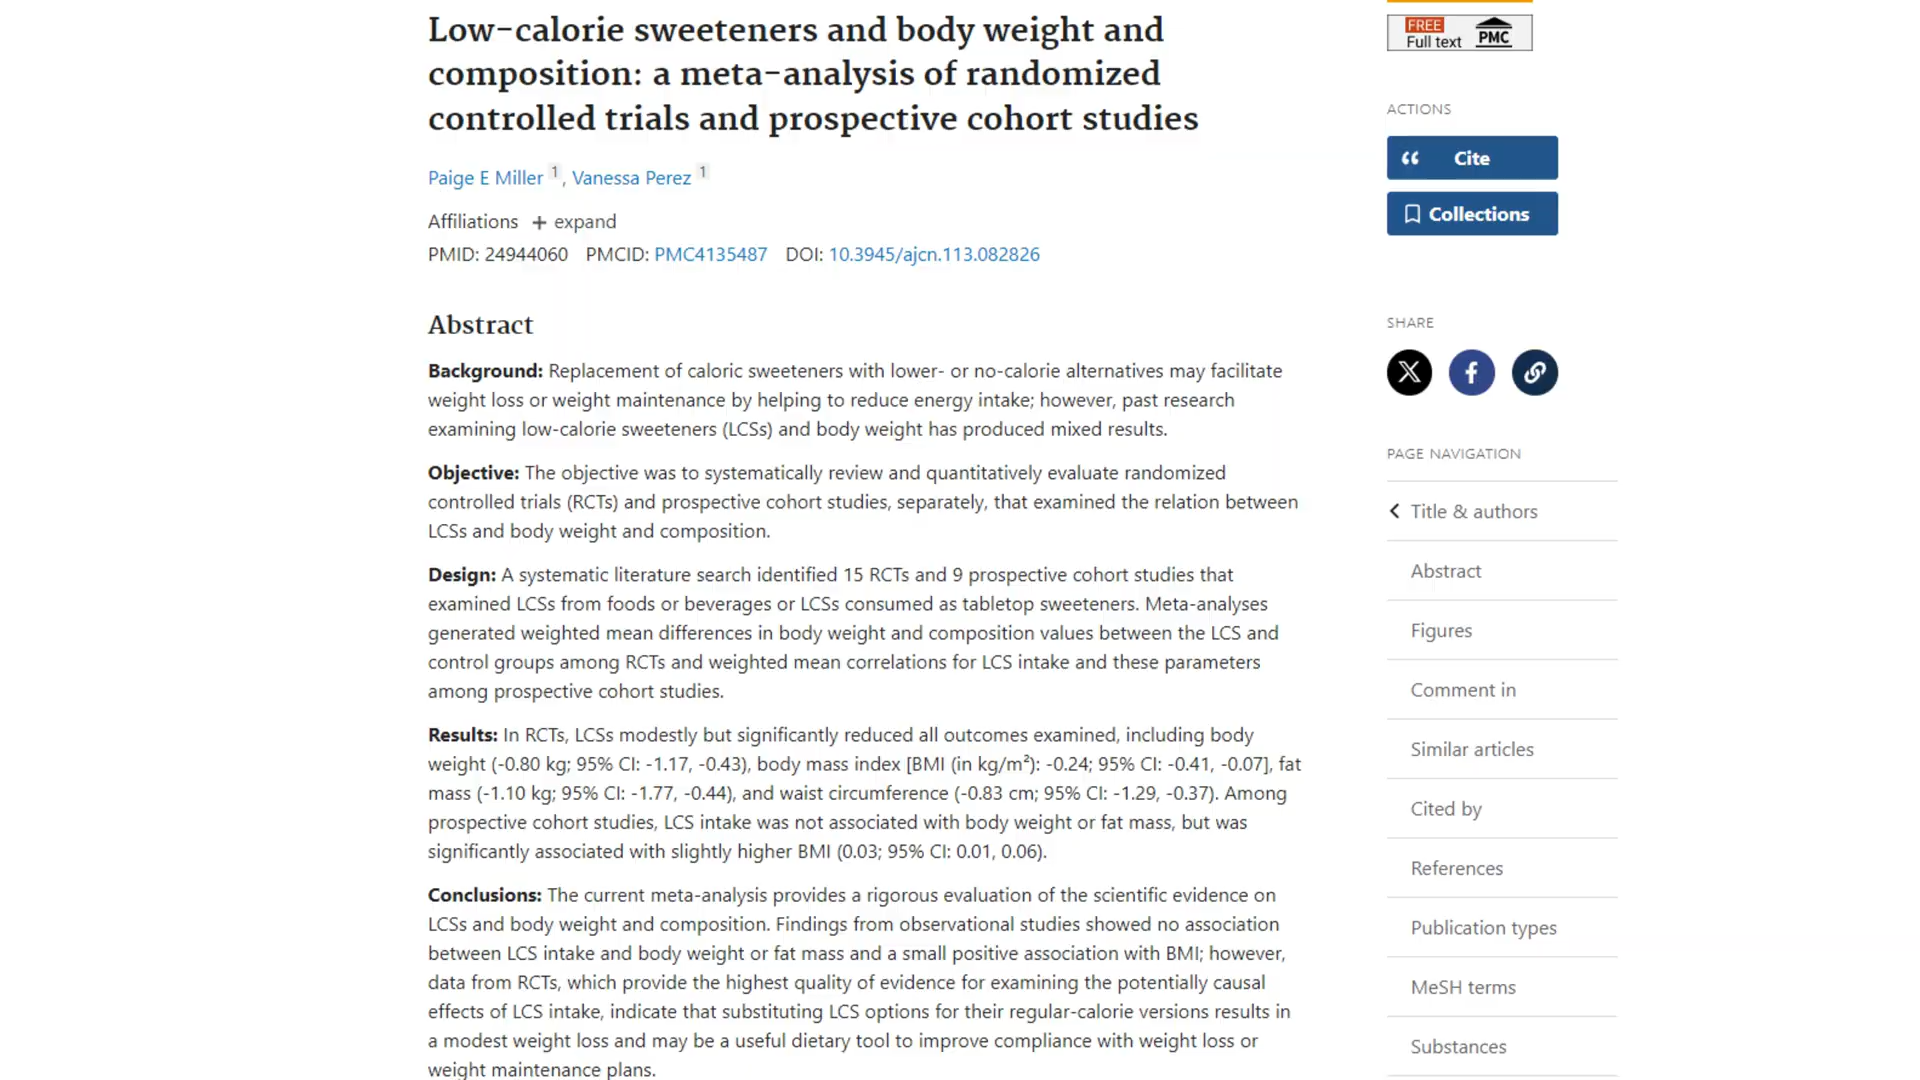 Low-calorie sweeteners and body weight and
composition: a meta-analysis of randomized
controlled trials and prospective cohort studies
Paige E Miller 1, Vanessa Perez 1
Affiliations + expand
PMID: 24944060 PMCID: PMC4135487 DOI: 10.3945/ajcn.113.082826
Abstract
Background: Replacement of caloric sweeteners with lower- or no-calorie alternatives may facilitate
weight loss or weight maintenance by helping to reduce energy intake; however, past research
examining low-calorie sweeteners (LCSs) and body weight has produced mixed results.
Objective: The objective was to systematically review and quantitatively evaluate randomized
controlled trials (RCTs) and prospective cohort studies, separately, that examined the relation between
LCSs and body weight and composition.
Design: A systematic literature search identified 15 RCTs and 9 prospective cohort studies that
examined LCSs from foods or beverages or LCSs consumed as tabletop sweeteners. Meta-analyses
generated weighted mean differences in body weight and composition values between the LCS and
control groups among RCTs and weighted mean correlations for LCS intake and these parameters
among prospective cohort studies.
Results: In RCTs, LCSs modestly but significantly reduced all outcomes examined, including body
weight (-0.80 kg; 95% CI: -1.17, -0.43), body mass index [BMI (in kg/m²): -0.24; 95% CI: -0.41, -0.07], fat
mass (-1.10 kg; 95% CI: -1.77, -0.44), and waist circumference (-0.83 cm; 95% CI: -1.29, -0.37). Among
prospective cohort studies, LCS intake was not associated with body weight or fat mass, but was
significantly associated with slightly higher BMI (0.03; 95% CI: 0.01, 0.06).
Conclusions: The current meta-analysis provides a rigorous evaluation of the scientific evidence on
LCSs and body weight and composition. Findings from observational studies showed no association
between LCS intake and body weight or fat mass and a small positive association with BMI; however,
data from RCTs, which provide the highest quality of evidence for examining the potentially causal
effects of LCS intake, indicate that substituting LCS options for their regular-calorie versions results in
a modest weight loss and may be a useful dietary tool to improve compliance with weight loss or
weight maintenance plans.
FREE
Full text PMC
ACTIONS
Cite
Collections
SHARE
PAGE NAVIGATION
Title & authors
Abstract
Figures
Comment in
Similar articles
Cited by
References
Publication types
MeSH terms
Substances